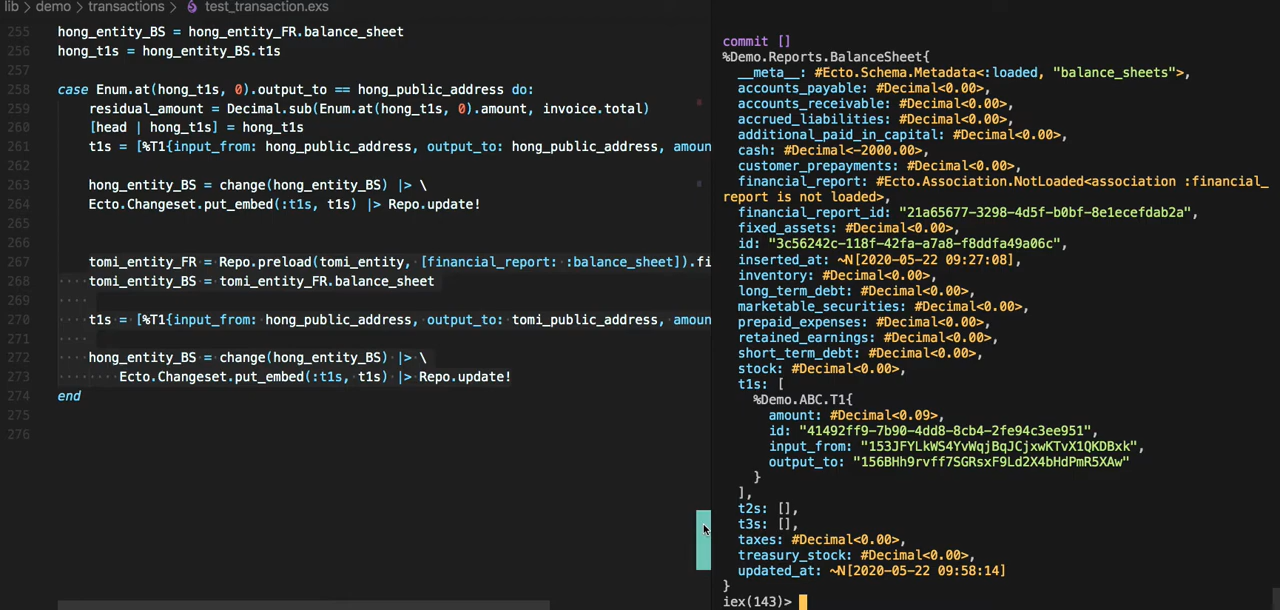 lib > demo > transactions > test_transaction.exs
255 hong_entity_BS = hong_entity_FR.balance_sheet
256 hong_t1s = hong_entity_BS.t1s
257
258 case Enum.at(hong_t1s, 0).output_to == hong_public_address do:
259 residual_amount = Decimal.sub(Enum.at(hong_t1s, 0).amount, invoice.total)
260 [head | hong_t1s] = hong_t1s
261 t1s = [%T1{input_from: hong_public_address, output_to: hong_public_address, amoun
262
263 hong_entity_BS = change(hong_entity_BS) |> \
264 Ecto.Changeset.put_embed(:t1s, t1s) |> Repo.update!
265
266
267 tomi_entity_FR = Repo.preload(tomi_entity, [financial_report: :balance_sheet]).fi
268 ····tomi_entity_BS = tomi_entity_FR.balance_sheet
269 ····
270 ····t1s = [%T1{input_from: hong_public_address, output_to: tomi_public_address, amoun
271 ····
272 ····hong_entity_BS = change(hong_entity_BS) |> \
273 ········Ecto.Changeset.put_embed(:t1s, t1s) |> Repo.update!
274 end
275
276
commit []
%Demo.Reports.BalanceSheet{
__meta__: #Ecto.Schema.Metadata<:loaded, "balance_sheets">,
accounts_payable: #Decimal<0.00>,
accounts_receivable: #Decimal<0.00>,
accrued_liabilities: #Decimal<0.00>,
additional_paid_in_capital: #Decimal<0.00>,
cash: #Decimal<-2000.00>,
customer_prepayments: #Decimal<0.00>,
financial_report: #Ecto.Association.NotLoaded<association :financial_
report is not loaded>,
financial_report_id: "21a65677-3298-4d5f-b0bf-8e1ecefdab2a",
fixed_assets: #Decimal<0.00>,
id: "3c56242c-118f-42fa-a7a8-f8ddfa49a06c",
inserted_at: ~N[2020-05-22 09:27:08],
inventory: #Decimal<0.00>,
long_term_debt: #Decimal<0.00>,
marketable_securities: #Decimal<0.00>,
prepaid_expenses: #Decimal<0.00>,
retained_earnings: #Decimal<0.00>,
short_term_debt: #Decimal<0.00>,
stock: #Decimal<0.00>,
t1s: [
%Demo.ABC.T1{
amount: #Decimal<0.09>,
id: "41492ff9-7b90-4dd8-8cb4-2fe94c3ee951",
input_from: "153JFYLkWS4YvWqjBqJCjxwKTvX1QKDBxk",
output_to: "156BHh9rvff7SGRsxF9Ld2X4bHdPmR5XAw"
}
],
t2s: [],
t3s: [],
taxes: #Decimal<0.00>,
treasury_stock: #Decimal<0.00>,
updated_at: ~N[2020-05-22 09:58:14]
}
iex(143)>